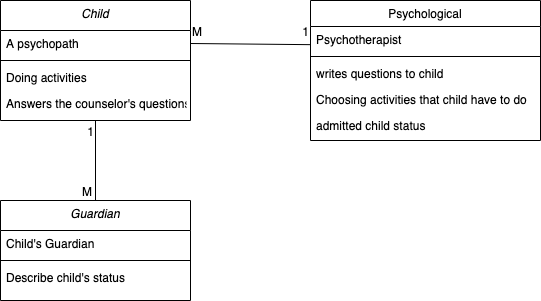 Child
A psychopath
Doing activities
Answers the counselor's questions
M
1
Psychological
Psychotherapist
writes questions to child
Choosing activities that child have to do
admitted child status
1
M
Guardian
Child's Guardian
Describe child's status